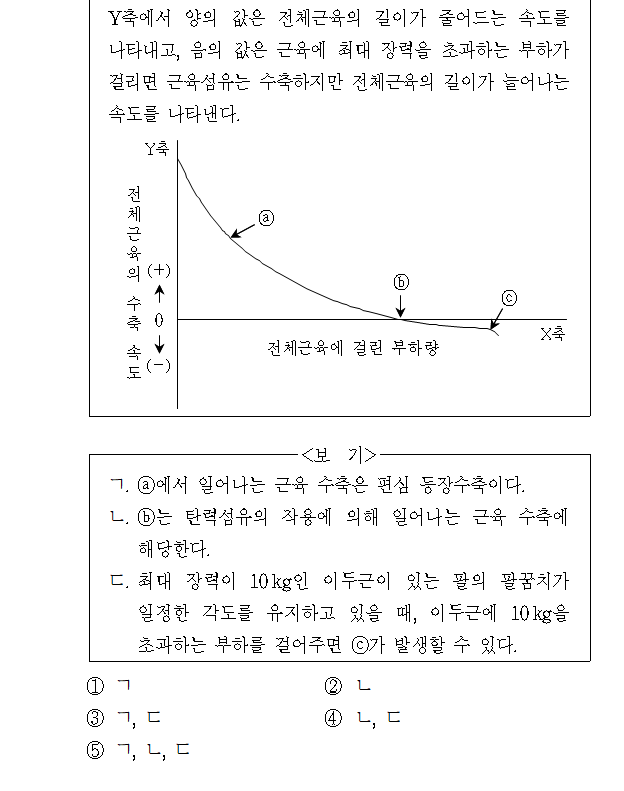 Y축에서 양의 값은 전체근육의 길이가 줄어드는 속도를
나타내고, 음의 값은 근육에 최대 장력을 초과하는 부하가
걸리면 근육섬유는 수축하지만 전체근육의 길이가 늘어나는
속도를 나타낸다.
Y축
전체근육의 수축 속도
(+)
0
(−)
ⓐ
ⓑ
ⓒ
X축
전체근육에 걸린 부하량
<보 기>
ㄱ. ⓐ에서 일어나는 근육 수축은 편심 등장수축이다.
ㄴ. ⓑ는 탄력섬유의 작용에 의해 일어나는 근육 수축에
해당한다.
ㄷ. 최대 장력이 10kg인 이두근이 있는 팔의 팔꿈치가
일정한 각도를 유지하고 있을 때, 이두근에 10kg을
초과하는 부하를 걸어주면 ⓒ가 발생할 수 있다.
① ㄱ ② ㄴ
③ ㄱ, ㄷ ④ ㄴ, ㄷ
⑤ ㄱ, ㄴ, ㄷ